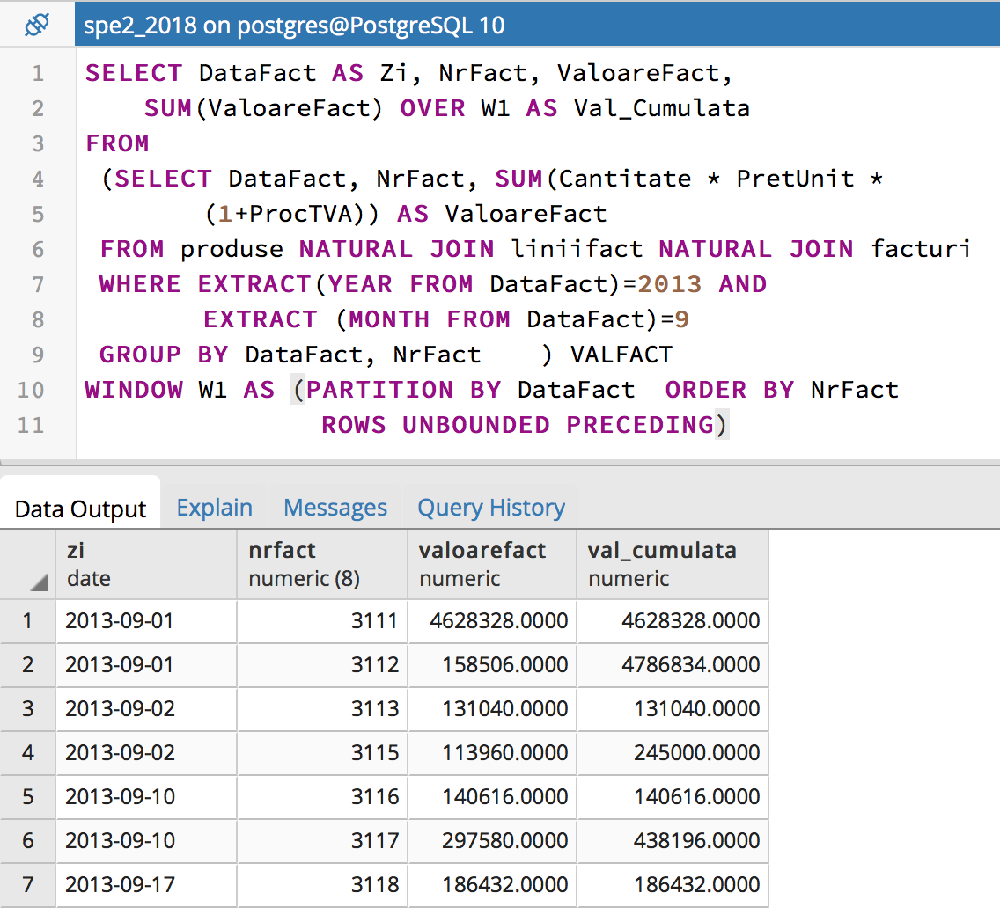 spe2_2018 on postgres@PostgreSQL 10
1 SELECT DataFact AS Zi, NrFact, ValoareFact,
2 SUM(ValoareFact) OVER W1 AS Val_Cumulata
3 FROM
4 (SELECT DataFact, NrFact, SUM(Cantitate * PretUnit *
5 (1+ProcTVA)) AS ValoareFact
6 FROM produse NATURAL JOIN liniifact NATURAL JOIN facturi
7 WHERE EXTRACT(YEAR FROM DataFact)=2013 AND
8 EXTRACT (MONTH FROM DataFact)=9
9 GROUP BY DataFact, NrFact ) VALFACT
10 WINDOW W1 AS (PARTITION BY DataFact ORDER BY NrFact
11 ROWS UNBOUNDED PRECEDING)
Data Output Explain Messages Query History
zi nrfact valoarefact val_cumulata
date numeric (8) numeric numeric
1 2013-09-01 3111 4628328.0000 4628328.0000
2 2013-09-01 3112 158506.0000 4786834.0000
3 2013-09-02 3113 131040.0000 131040.0000
4 2013-09-02 3115 113960.0000 245000.0000
5 2013-09-10 3116 140616.0000 140616.0000
6 2013-09-10 3117 297580.0000 438196.0000
7 2013-09-17 3118 186432.0000 186432.0000